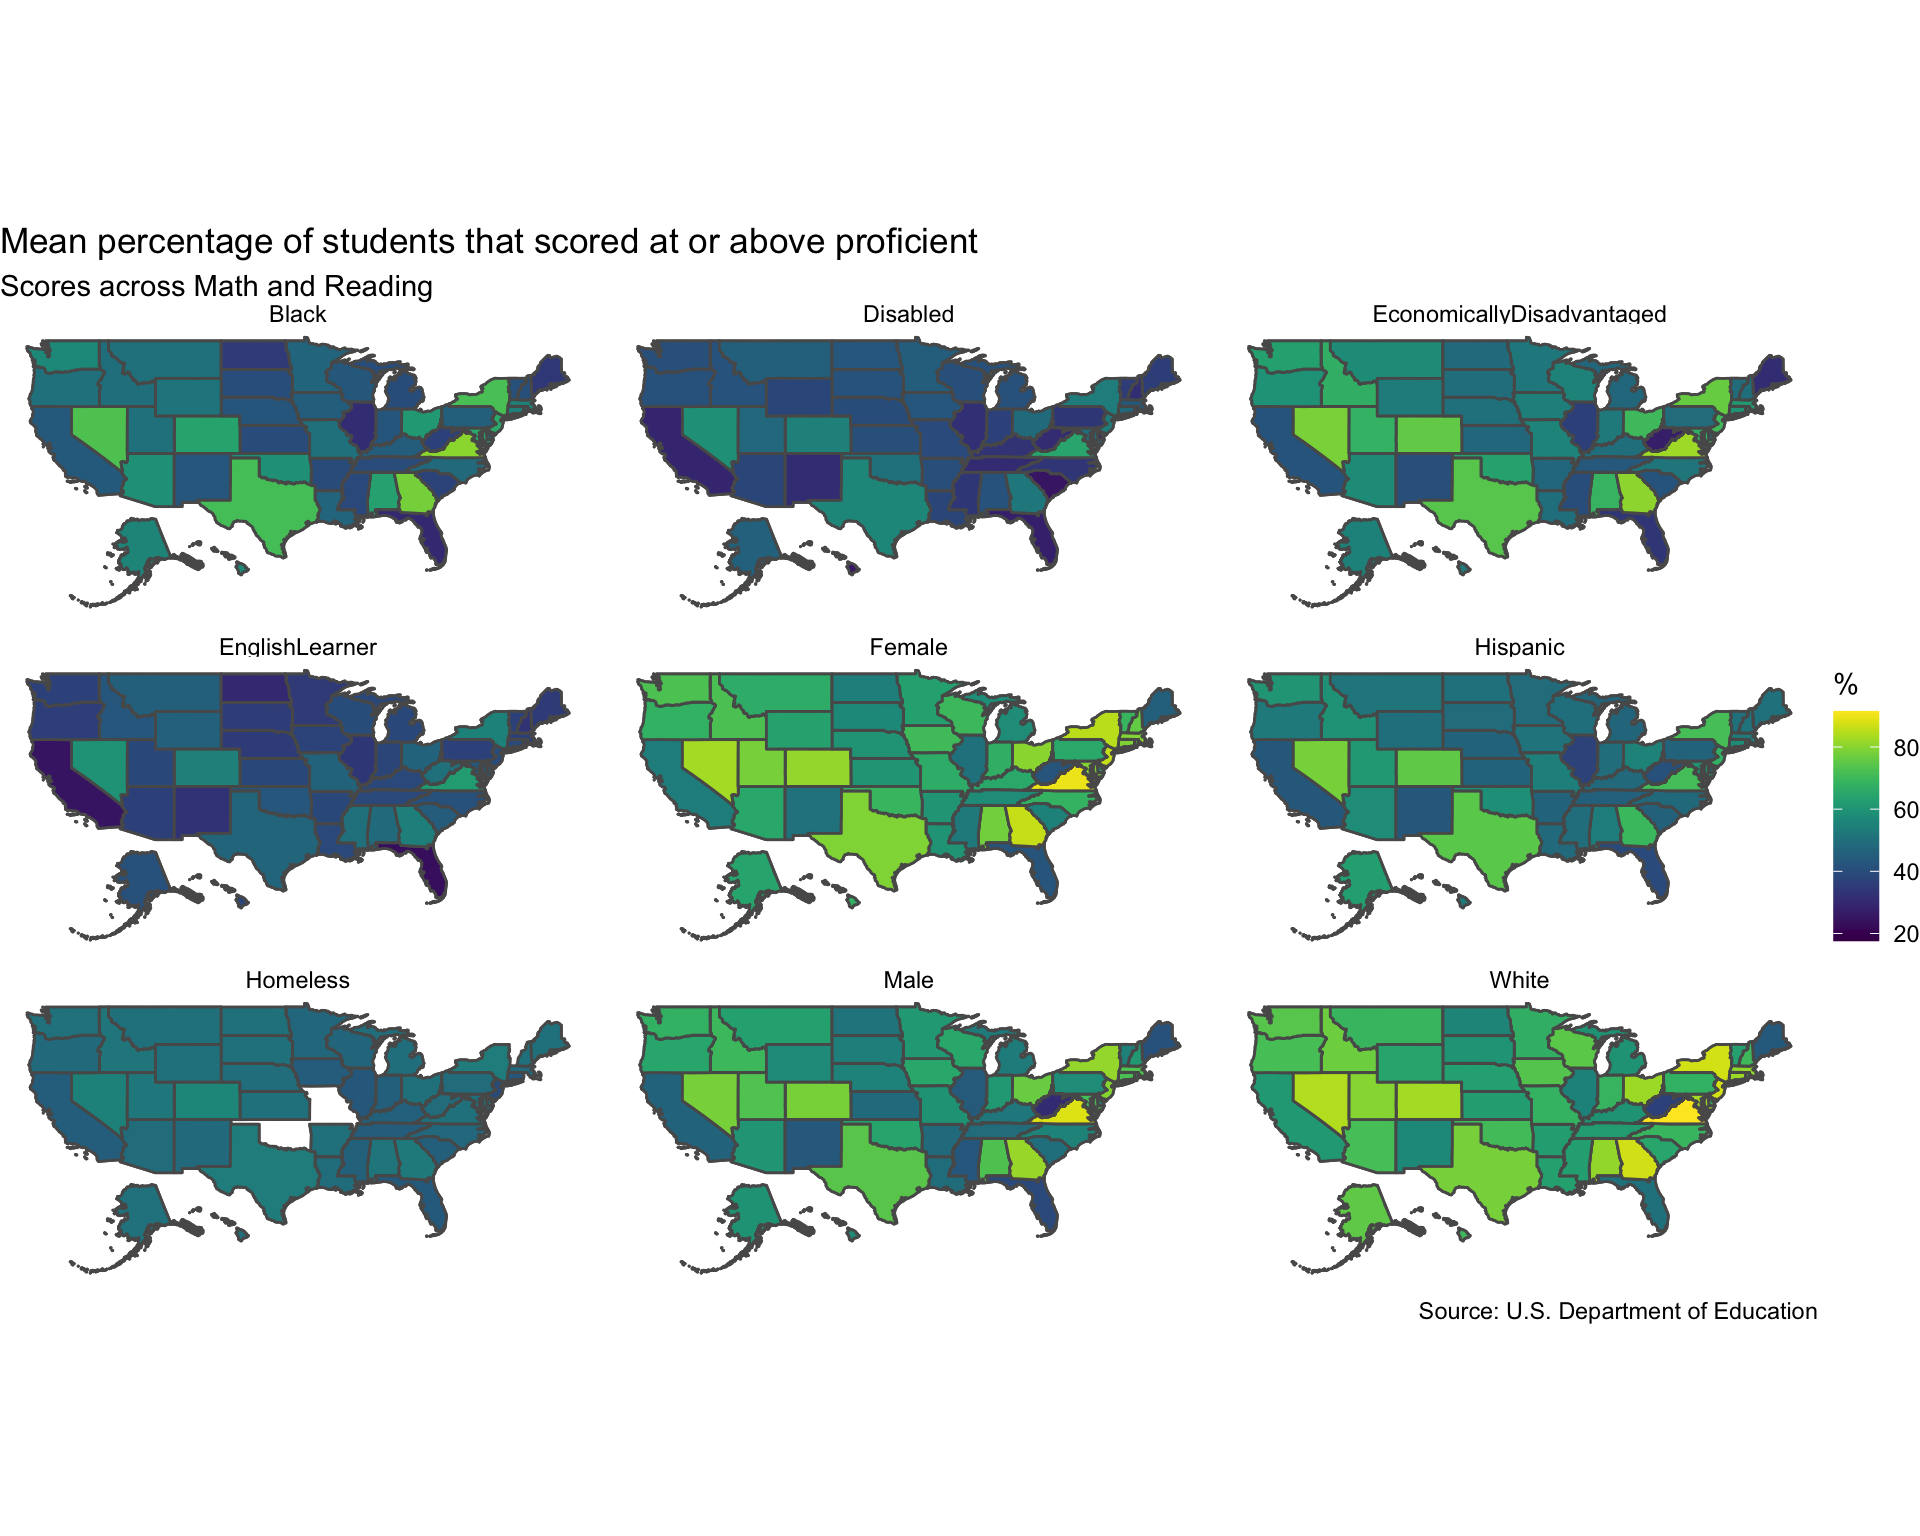 Mean percentage of students that scored at or above proficient
Scores across Math and Reading
Black
Disabled
EconomicallyDisadvantaged
EnglishLearner
Female
Hispanic
%
80
60
40
20
Homeless
Male
White
Source: U.S. Department of Education